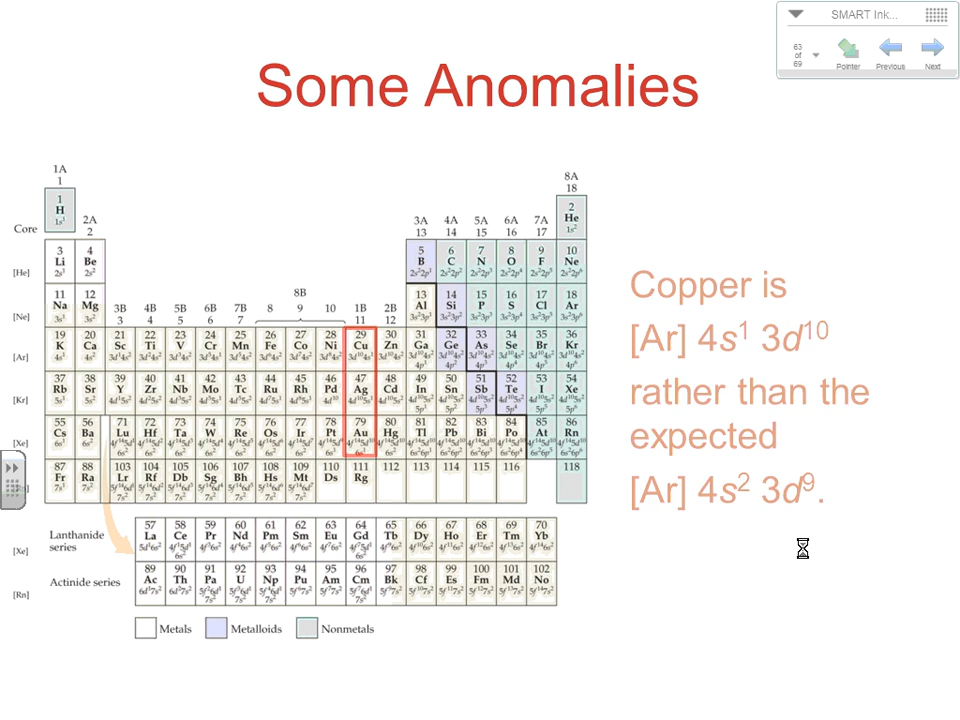 SMART Ink...
63 of 69
Pointer Previous Next
Some Anomalies
1A 1
8A 18
Core
2A 2
3A 13
4A 14
5A 15
6A 16
7A 17
3B 3
4B 4
5B 5
6B 6
7B 7
8B
8 9 10
1B 11
2B 12
1 H 1s¹
2 He 1s²
[He]
3 Li 2s¹
4 Be 2s²
5 B 2s²2p¹
6 C 2s²2p²
7 N 2s²2p³
8 O 2s²2p⁴
9 F 2s²2p⁵
10 Ne 2s²2p⁶
[Ne]
11 Na 3s¹
12 Mg 3s²
13 Al 3s²3p¹
14 Si 3s²3p²
15 P 3s²3p³
16 S 3s²3p⁴
17 Cl 3s²3p⁵
18 Ar 3s²3p⁶
[Ar]
19 K 4s¹
20 Ca 4s²
21 Sc 3d¹4s²
22 Ti 3d²4s²
23 V 3d³4s²
24 Cr 3d⁵4s¹
25 Mn 3d⁵4s²
26 Fe 3d⁶4s²
27 Co 3d⁷4s²
28 Ni 3d⁸4s²
29 Cu 3d¹⁰4s¹
30 Zn 3d¹⁰4s²
31 Ga 3d¹⁰4s² 4p¹
32 Ge 3d¹⁰4s² 4p²
33 As 3d¹⁰4s² 4p³
34 Se 3d¹⁰4s² 4p⁴
35 Br 3d¹⁰4s² 4p⁵
36 Kr 3d¹⁰4s² 4p⁶
[Kr]
37 Rb 5s¹
38 Sr 5s²
39 Y 4d¹5s²
40 Zr
41 Nb
42 Mo
43 Tc
44 Ru
45 Rh
46 Pd 4d¹⁰
47 Ag 4d¹⁰5s¹
48 Cd 4d¹⁰5s²
49 In 4d¹⁰5s² 5p¹
50 Sn 4d¹⁰5s² 5p²
51 Sb 4d¹⁰5s² 5p³
52 Te 4d¹⁰5s² 5p⁴
53 I 4d¹⁰5s² 5p⁵
54 Xe 4d¹⁰5s² 5p⁶
[Xe]
55 Cs 6s¹
56 Ba 6s²
71 Lu
72 Hf
73 Ta
74 W
75 Re
76 Os
77 Ir
78 Pt
79 Au
80 Hg
81 Tl
82 Pb
83 Bi
84 Po
85 At
86 Rn
87 Fr 7s¹
88 Ra 7s²
103 Lr
104 Rf
105 Db
106 Sg
107 Bh
108 Hs
109 Mt
110 Ds
111 Rg
112
113
114
115
116
118
Lanthanide series
[Xe]
57 La
58 Ce
59 Pr
60 Nd
61 Pm
62 Sm
63 Eu
64 Gd
65 Tb
66 Dy
67 Ho
68 Er
69 Tm
70 Yb
Actinide series
[Rn]
89 Ac
90 Th
91 Pa
92 U
93 Np
94 Pu
95 Am
96 Cm
97 Bk
98 Cf
99 Es
100 Fm
101 Md
102 No
Metals Metalloids Nonmetals
Copper is
[Ar] 4s¹ 3d¹⁰
rather than the
expected
[Ar] 4s² 3d⁹.